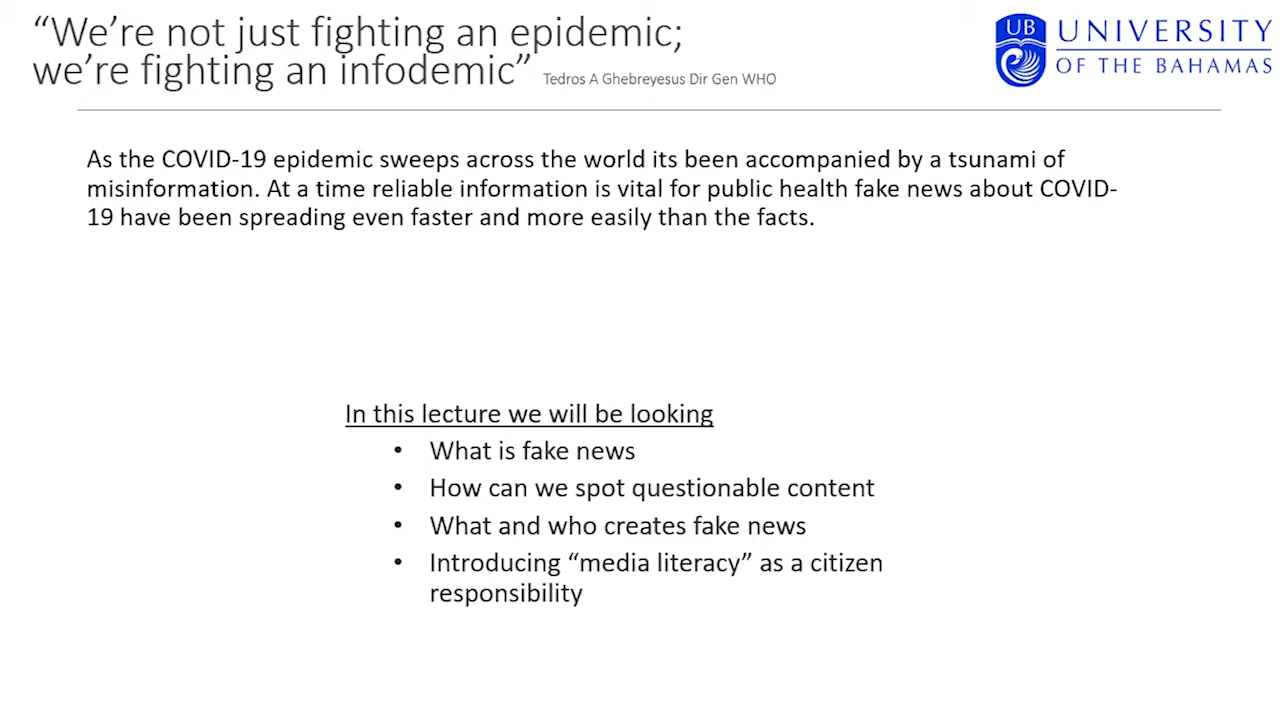 “We’re not just fighting an epidemic;
we’re fighting an infodemic” Tedros A Ghebreyesus Dir Gen WHO
UB UNIVERSITY
OF THE BAHAMAS
As the COVID-19 epidemic sweeps across the world its been accompanied by a tsunami of
misinformation. At a time reliable information is vital for public health fake news about COVID-
19 have been spreading even faster and more easily than the facts.
In this lecture we will be looking
• What is fake news
• How can we spot questionable content
• What and who creates fake news
• Introducing “media literacy” as a citizen
responsibility